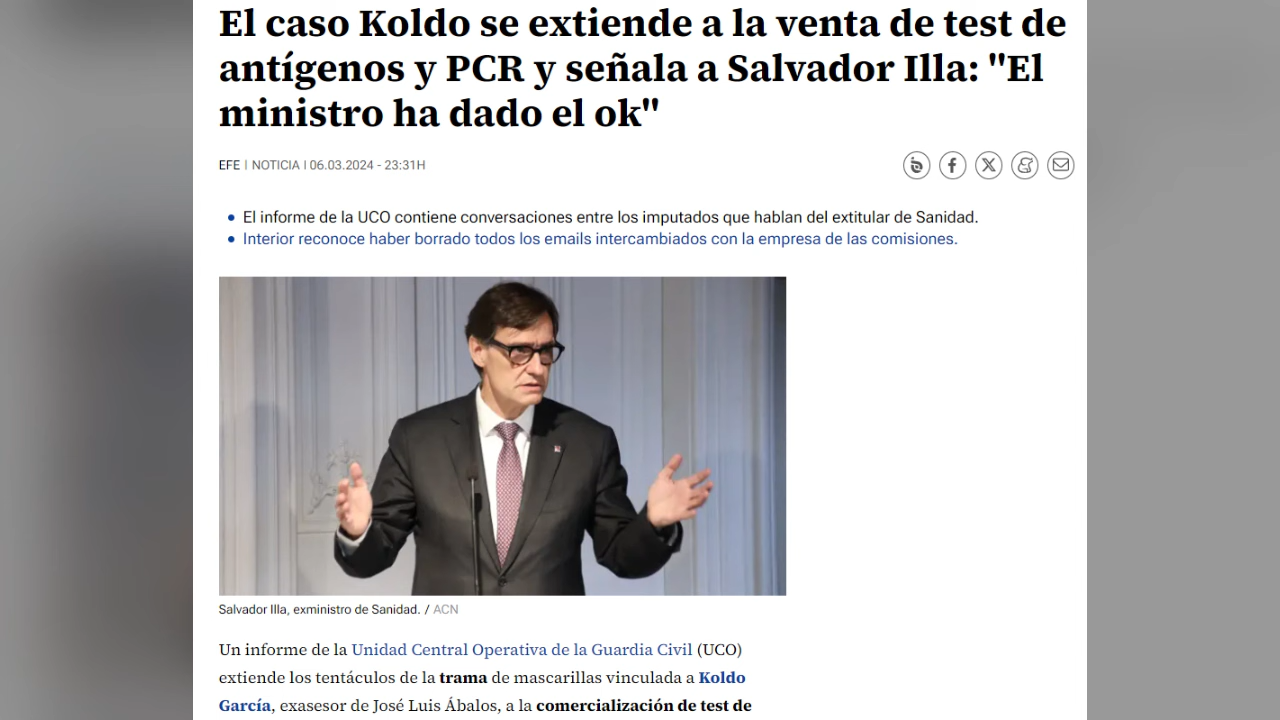 El caso Koldo se extiende a la venta de test de
antígenos y PCR y señala a Salvador Illa: "El
ministro ha dado el ok"
EFE | NOTICIA | 06.03.2024 - 23:31H
El informe de la UCO contiene conversaciones entre los imputados que hablan del extitular de Sanidad.
Interior reconoce haber borrado todos los emails intercambiados con la empresa de las comisiones.
Salvador Illa, exministro de Sanidad. / ACN
Un informe de la Unidad Central Operativa de la Guardia Civil (UCO)
extiende los tentáculos de la trama de mascarillas vinculada a Koldo
García, exasesor de José Luis Ábalos, a la comercialización de test de